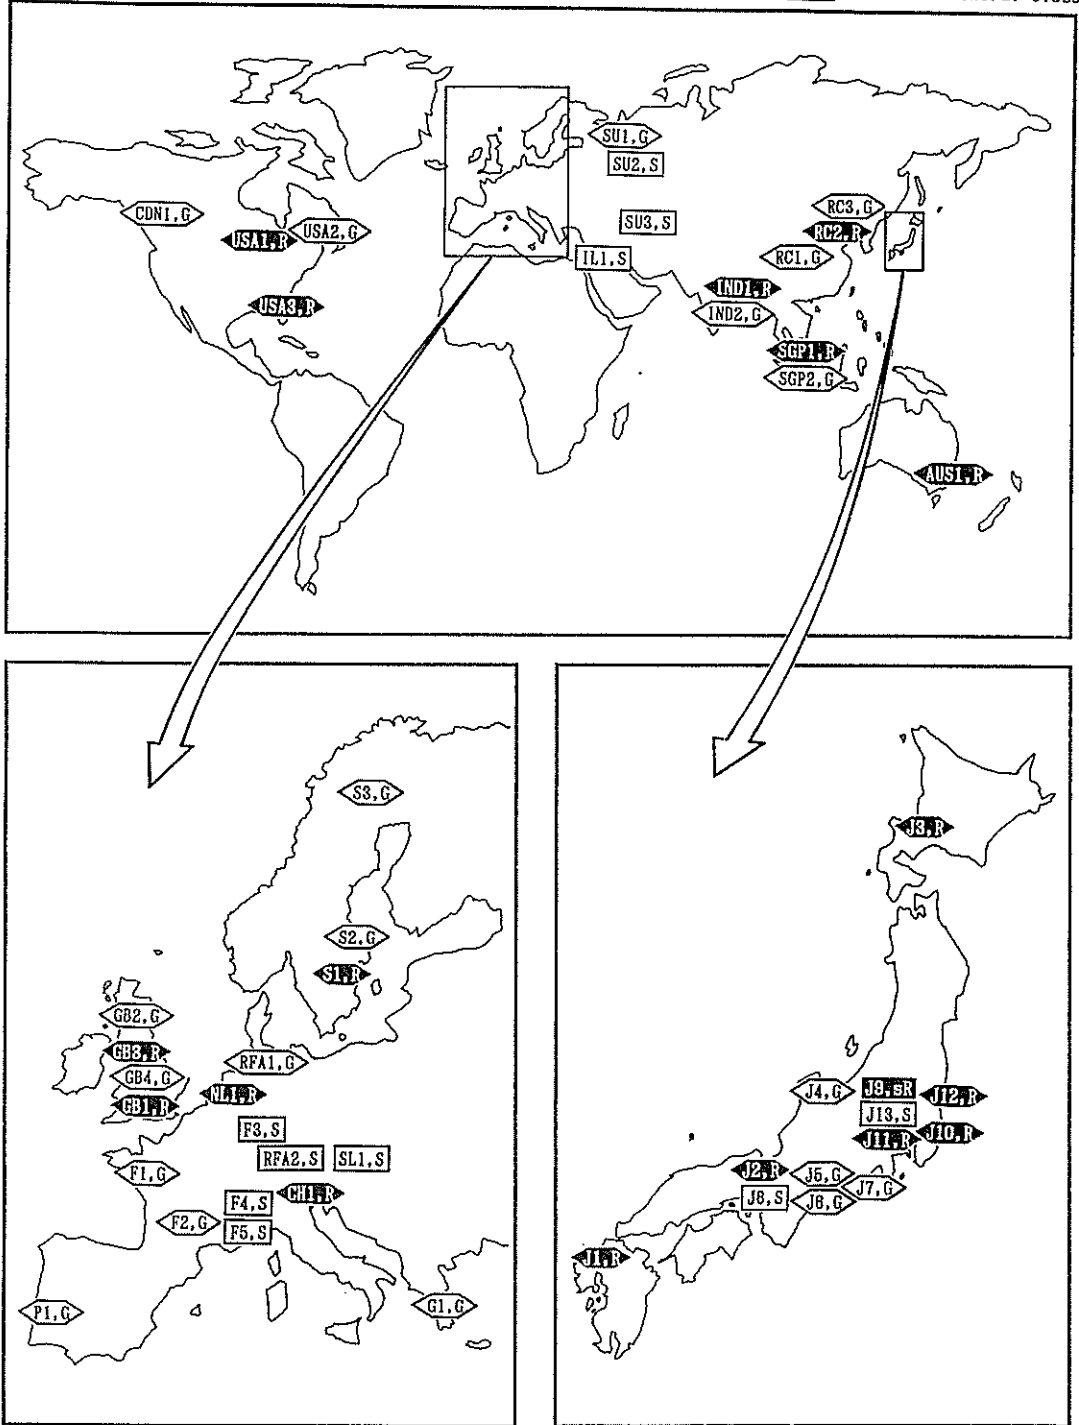 SU1,G
SU2,S
CDN1,G
USA1,R
USA2,G
SU3,S
RC3,G
RC2,R
IL1,S
RC1,G
USA3,R
IND1,R
IND2,G
SGP1,R
SGP2,G
AUS1,R
S3,G
S2,G
S1,R
GB2,G
GB3,R
GB4,G
GB1,R
RFA1,G
NL1,R
F3,S
RFA2,S
SL1,S
F1,G
CH1,R
F4,S
F2,G
F5,S
P1,G
G1,G
J3,R
J4,G
J9,sR
J12,R
J13,S
J11,R
J10,R
J2,R
J5,G
J7,G
J8,S
J6,G
J1,R